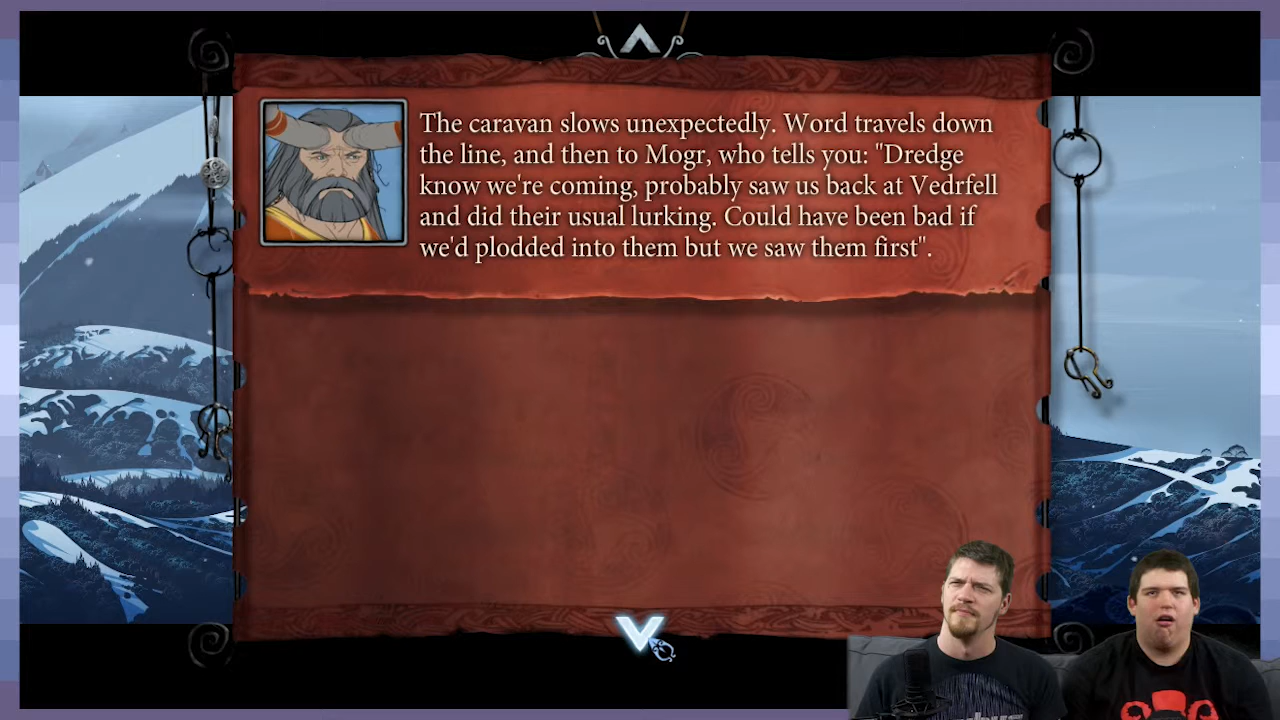 The caravan slows unexpectedly. Word travels down
the line, and then to Mogr, who tells you: "Dredge
know we're coming, probably saw us back at Vedrfell
and did their usual lurking. Could have been bad if
we'd plodded into them but we saw them first".